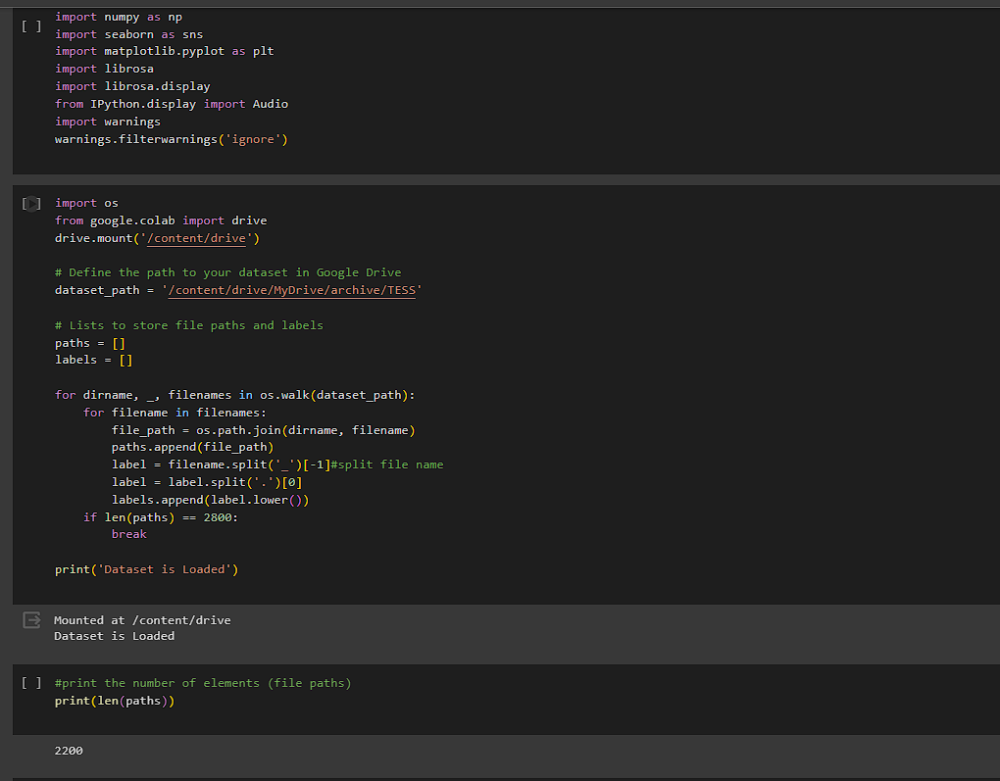 import numpy as np
[ ]
import seaborn as sns
import matplotlib.pyplot as plt
import librosa
import librosa.display
from IPython.display import Audio
import warnings
warnings.filterwarnings('ignore')
[ ]
import os
from google.colab import drive
drive.mount('/content/drive')
# Define the path to your dataset in Google Drive
dataset_path = '/content/drive/MyDrive/archive/TESS'
# Lists to store file paths and labels
paths = []
labels = []
for dirname, _, filenames in os.walk(dataset_path):
    for filename in filenames:
        file_path = os.path.join(dirname, filename)
        paths.append(file_path)
        label = filename.split('_')[-1]#split file name
        label = label.split('.')[0]
        labels.append(label.lower())
    if len(paths) == 2800:
        break
print('Dataset is Loaded')
Mounted at /content/drive
Dataset is Loaded
[ ] #print the number of elements (file paths)
print(len(paths))
2200